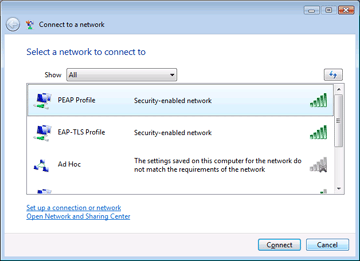 Connect to a network
Select a network to connect to
Show All
PEAP Profile Security-enabled network
EAP-TLS Profile Security-enabled network
Ad Hoc The settings saved on this computer for the network do
not match the requirements of the network
Set up a connection or network
Open Network and Sharing Center
Connect Cancel